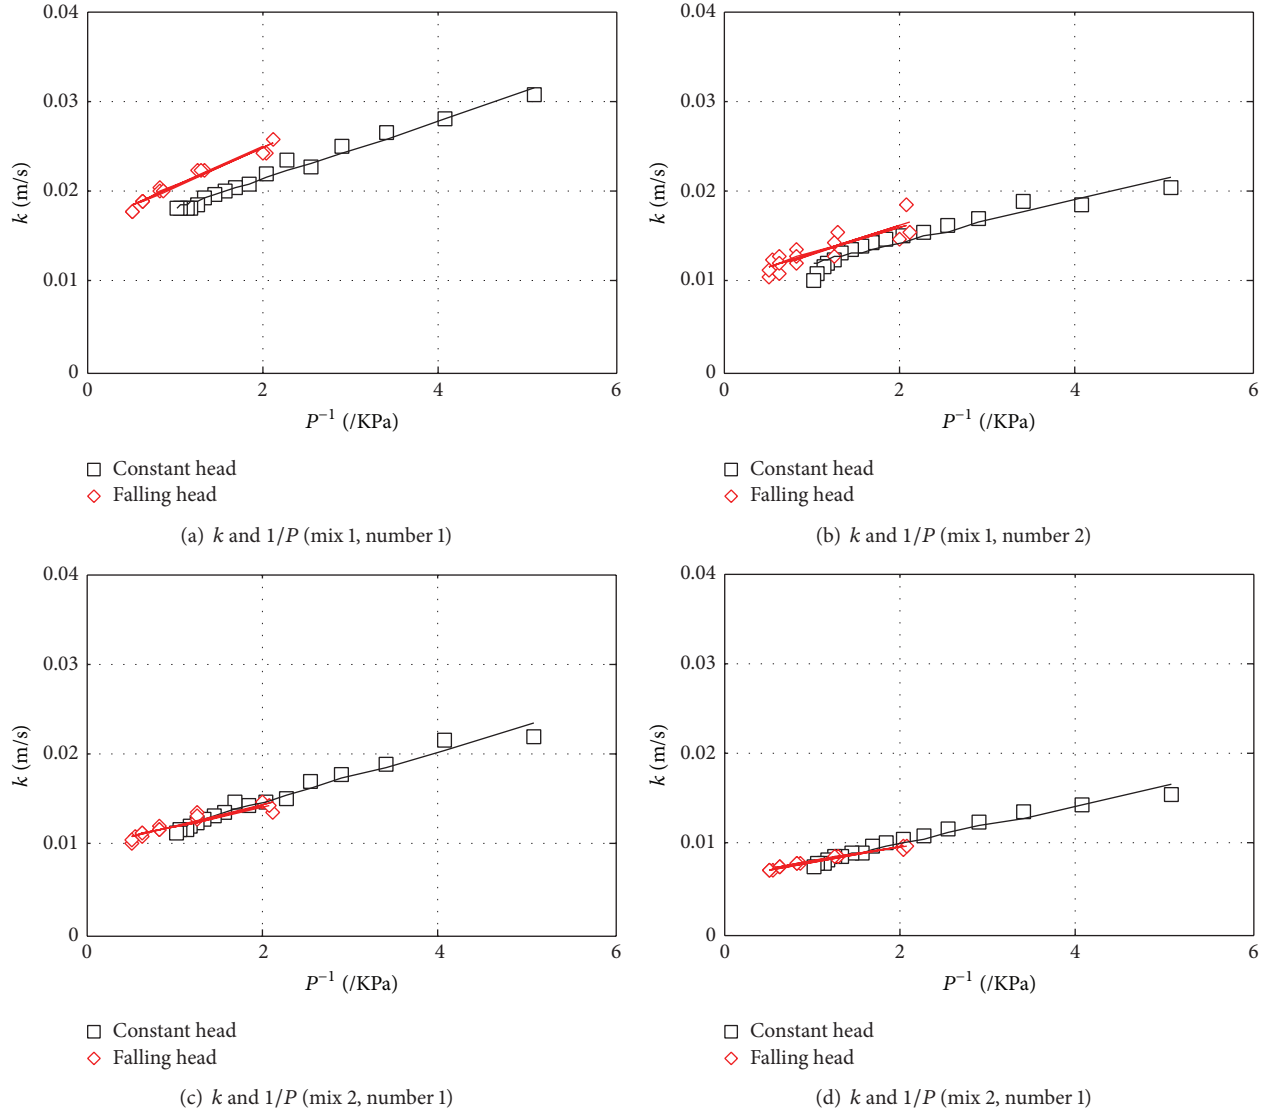 0.04
0.03
0.02
0.01
0
k (m/s)
0 2 4 6
P⁻¹ (/KPa)
Constant head
Falling head
(a) k and 1/P (mix 1, number 1)
0.04
0.03
0.02
0.01
0
k (m/s)
0 2 4 6
P⁻¹ (/KPa)
Constant head
Falling head
(b) k and 1/P (mix 1, number 2)
0.04
0.03
0.02
0.01
0
k (m/s)
0 2 4 6
P⁻¹ (/KPa)
Constant head
Falling head
(c) k and 1/P (mix 2, number 1)
0.04
0.03
0.02
0.01
0
k (m/s)
0 2 4 6
P⁻¹ (/KPa)
Constant head
Falling head
(d) k and 1/P (mix 2, number 1)